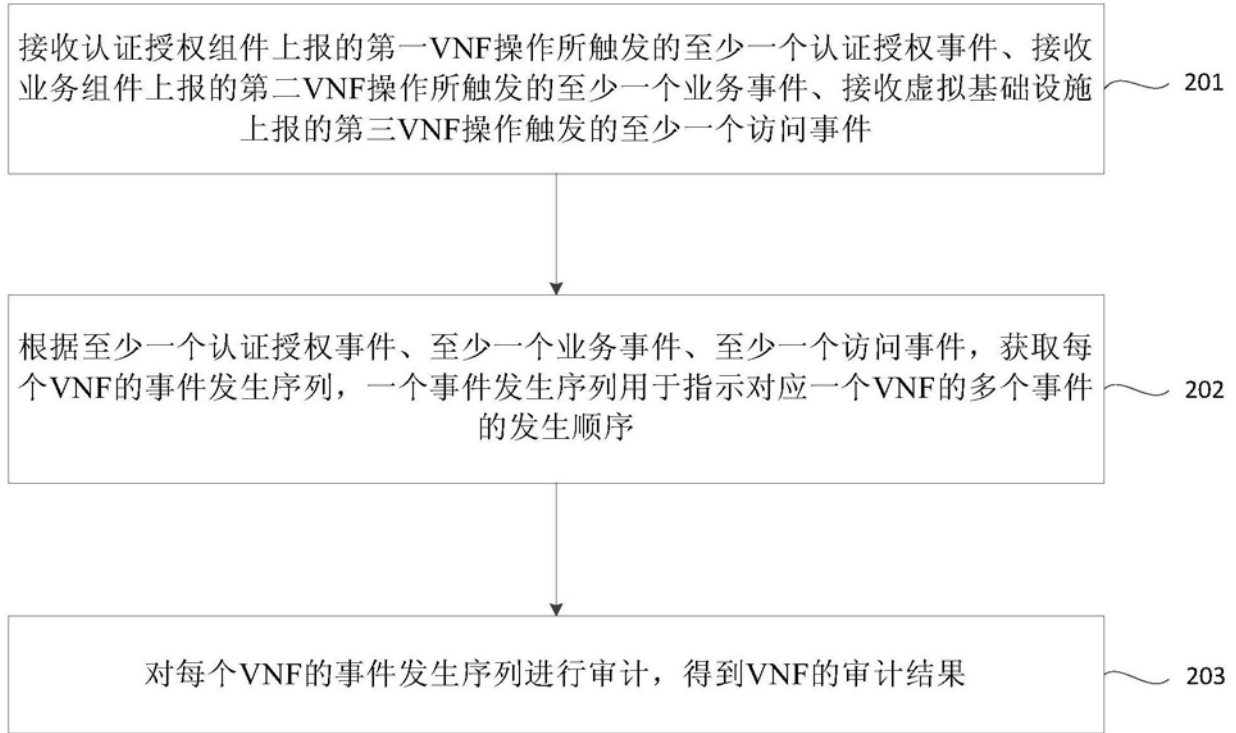 接收认证授权组件上报的第一VNF操作所触发的至少一个认证授权事件、接收
业务组件上报的第二VNF操作所触发的至少一个业务事件、接收虚拟基础设施
上报的第三VNF操作触发的至少一个访问事件
201
根据至少一个认证授权事件、至少一个业务事件、至少一个访问事件，获取每
个VNF的事件发生序列，一个事件发生序列用于指示对应一个VNF的多个事件
的发生顺序
202
对每个VNF的事件发生序列进行审计，得到VNF的审计结果
203